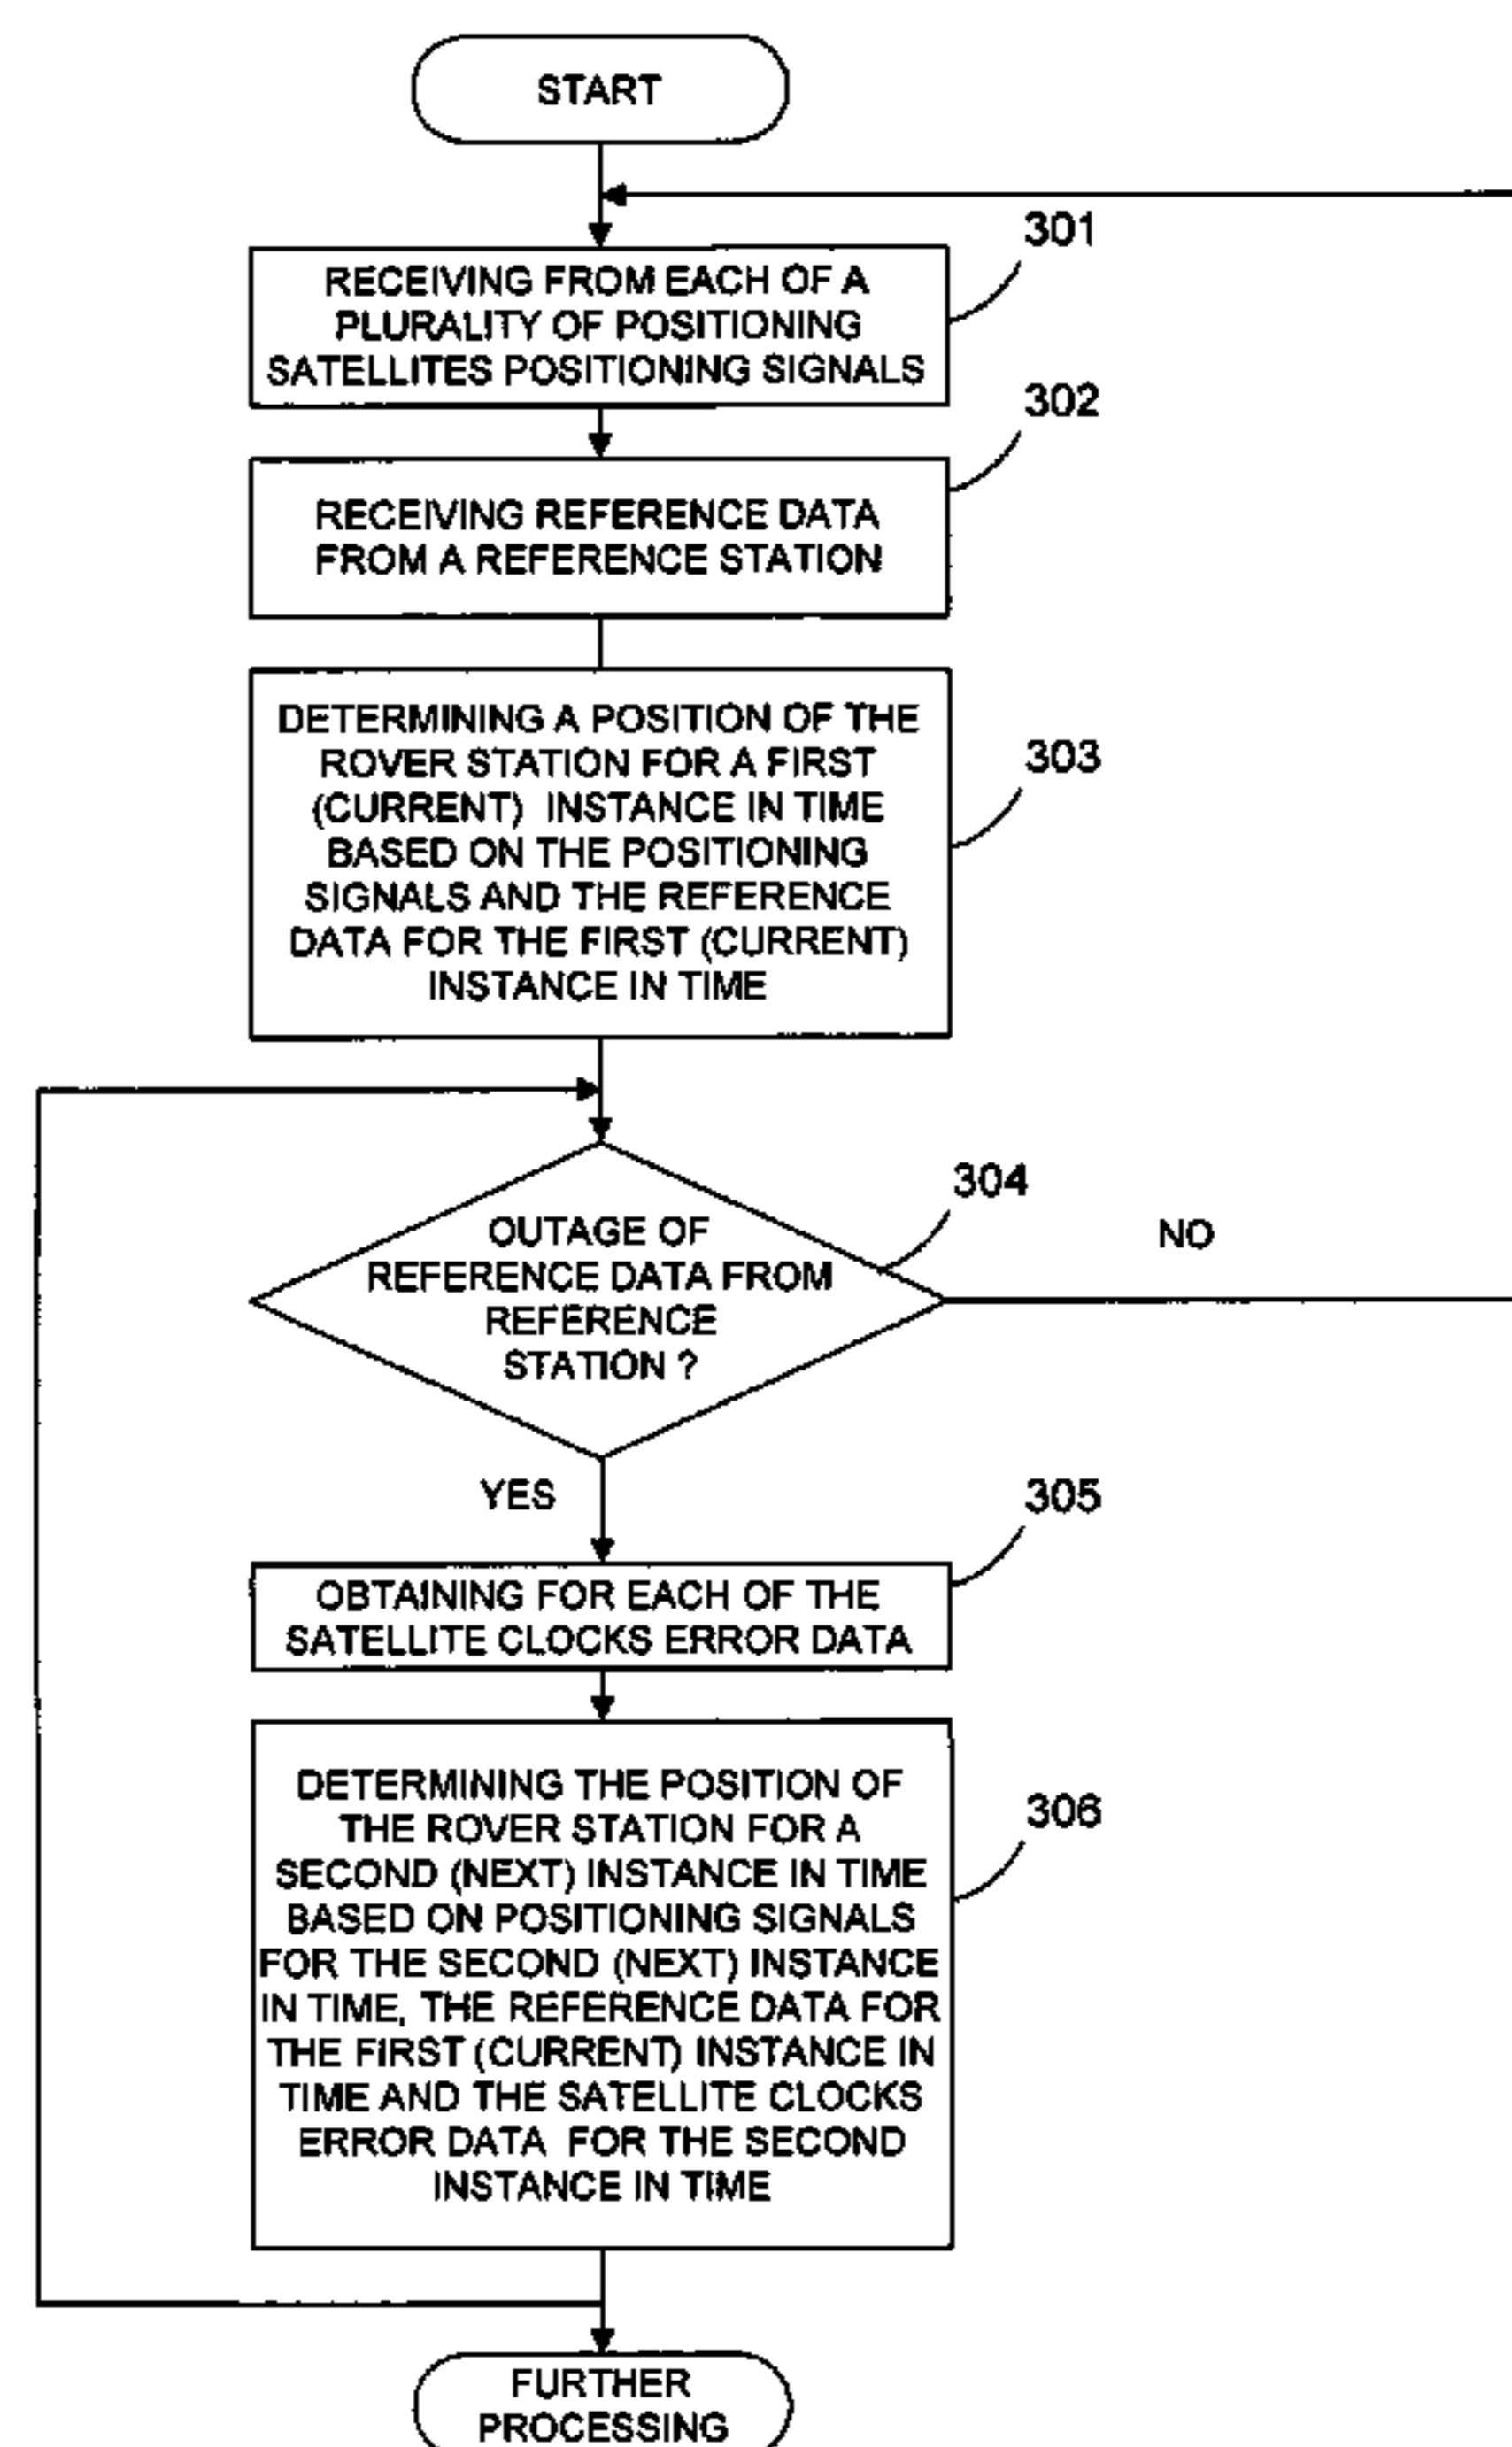 START
301
RECEIVING FROM EACH OF A
PLURALITY OF POSITIONING
SATELLITES POSITIONING SIGNALS
302
RECEIVING REFERENCE DATA
FROM A REFERENCE STATION
303
DETERMINING A POSITION OF THE
ROVER STATION FOR A FIRST
(CURRENT) INSTANCE IN TIME
BASED ON THE POSITIONING
SIGNALS AND THE REFERENCE
DATA FOR THE FIRST (CURRENT)
INSTANCE IN TIME
304
OUTAGE OF
REFERENCE DATA FROM
REFERENCE
STATION ?
NO
YES
305
OBTAINING FOR EACH OF THE
SATELLITE CLOCKS ERROR DATA
306
DETERMINING THE POSITION OF
THE ROVER STATION FOR A
SECOND (NEXT) INSTANCE IN TIME
BASED ON POSITIONING SIGNALS
FOR THE SECOND (NEXT) INSTANCE
IN TIME, THE REFERENCE DATA FOR
THE FIRST (CURRENT) INSTANCE IN
TIME AND THE SATELLITE CLOCKS
ERROR DATA FOR THE SECOND
INSTANCE IN TIME
FURTHER
PROCESSING